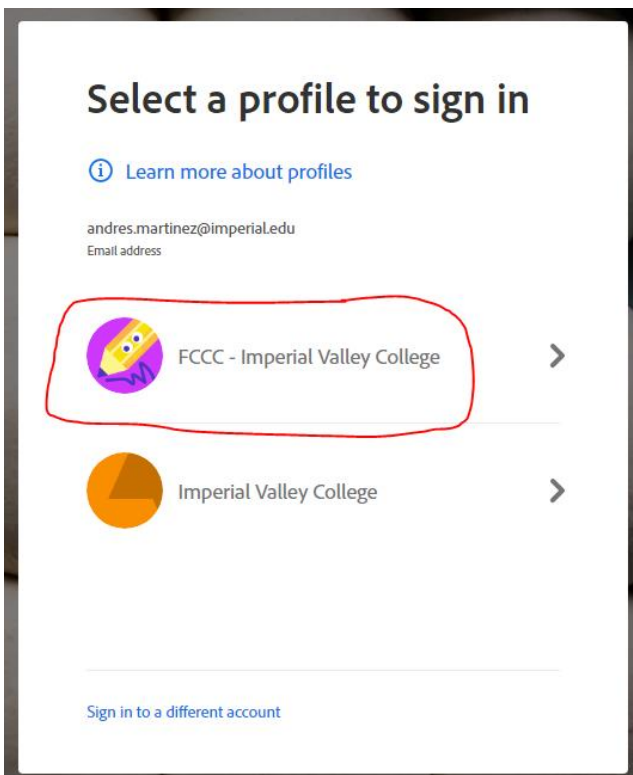 Select a profile to sign in
Learn more about profiles
andres.martinez@imperial.edu
Email address
FCCC - Imperial Valley College
Imperial Valley College
Sign in to a different account